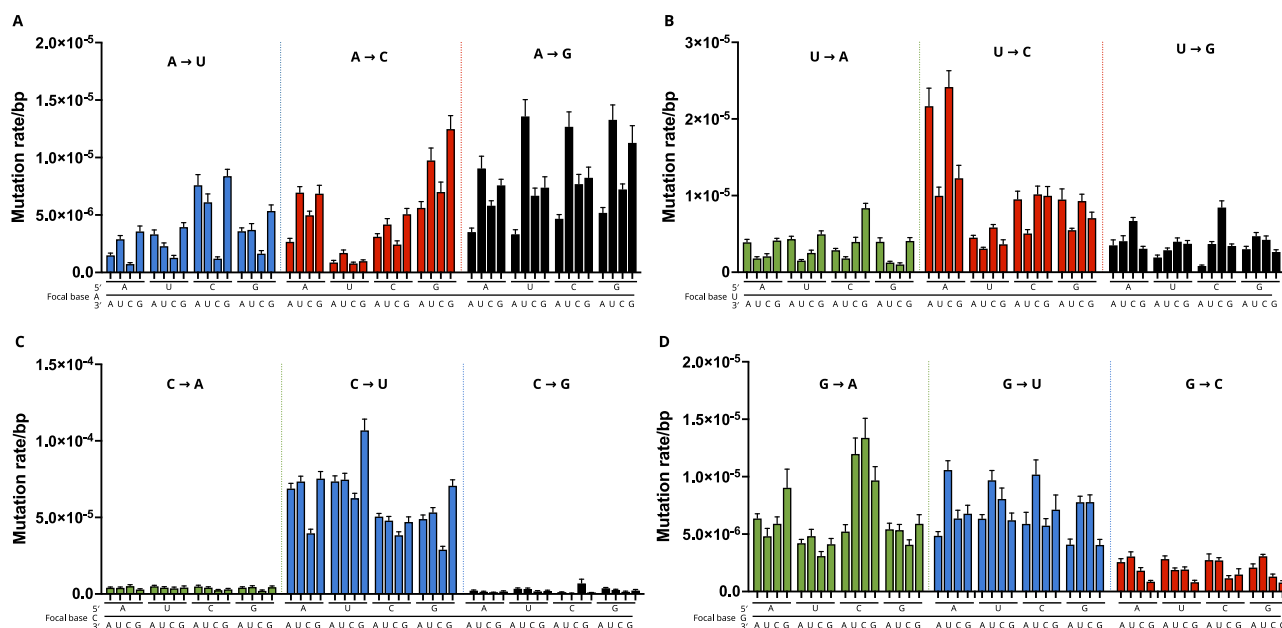 A
A → U
A → C
A → G
Mutation rate/bp
2.0×10⁻⁵
1.5×10⁻⁵
1.0×10⁻⁵
5.0×10⁻⁶
0.0
5′ A U C G A U C G A U C G
Focal base A
3′ A U C G A U C G A U C G A U C G A U C G A U C G A U C G A U C G A U C G A U C G A U C G A U C G
B
U → A
U → C
U → G
Mutation rate/bp
3×10⁻⁵
2×10⁻⁵
1×10⁻⁵
0.0
5′ A U C G A U C G A U C G
Focal base U
3′ A U C G A U C G A U C G A U C G A U C G A U C G A U C G A U C G A U C G A U C G A U C G A U C G
C
C → A
C → U
C → G
Mutation rate/bp
1.5×10⁻⁴
1.0×10⁻⁴
5.0×10⁻⁵
0.0
5′ A U C G A U C G A U C G
Focal base C
3′ A U C G A U C G A U C G A U C G A U C G A U C G A U C G A U C G A U C G A U C G A U C G A U C G
D
G → A
G → U
G → C
Mutation rate/bp
2.0×10⁻⁵
1.5×10⁻⁵
1.0×10⁻⁵
5.0×10⁻⁶
0.0
5′ A U C G A U C G A U C G
Focal base G
3′ A U C G A U C G A U C G A U C G A U C G A U C G A U C G A U C G A U C G A U C G A U C G A U C G